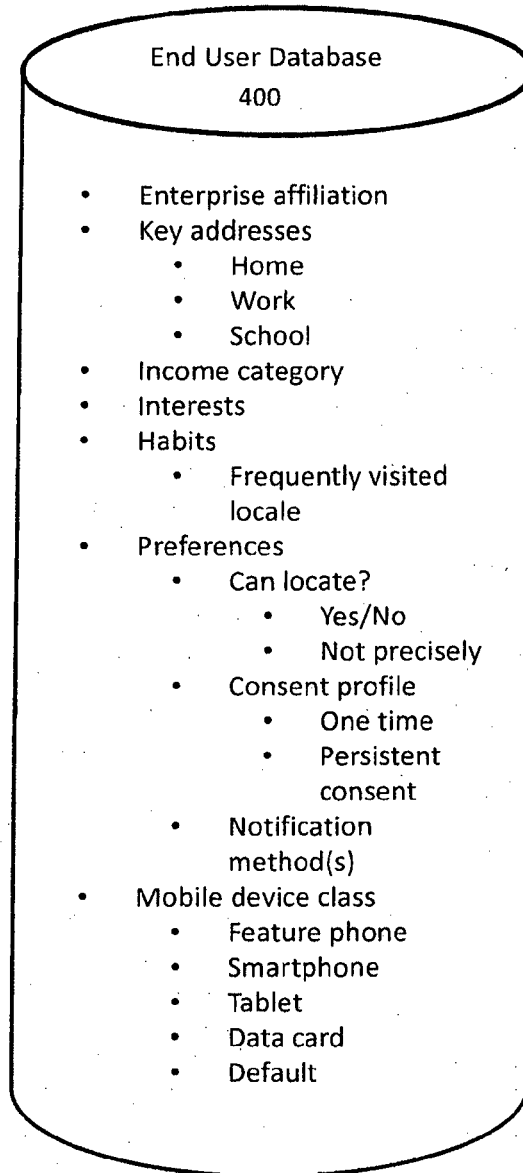 End User Database
400
• Enterprise affiliation
• Key addresses
• Home
• Work
• School
• Income category
• Interests
• Habits
• Frequently visited
locale
• Preferences
• Can locate?
• Yes/No
• Not precisely
• Consent profile
• One time
• Persistent
consent
• Notification
method(s)
• Mobile device class
• Feature phone
• Smartphone
• Tablet
• Data card
• Default